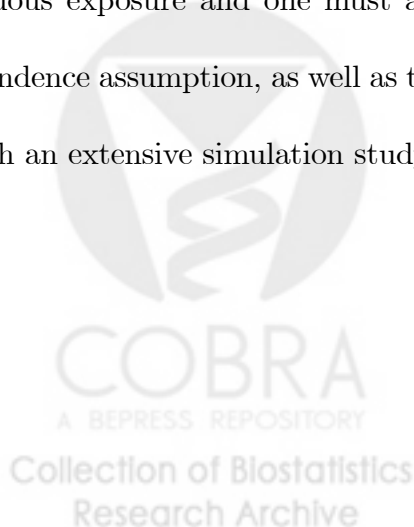 uous exposure and one must a
ndence assumption, as well as t
h an extensive simulation stud
COBRA
A BEPRESS REPOSITORY
Collection of Biostatistics
Research Archive